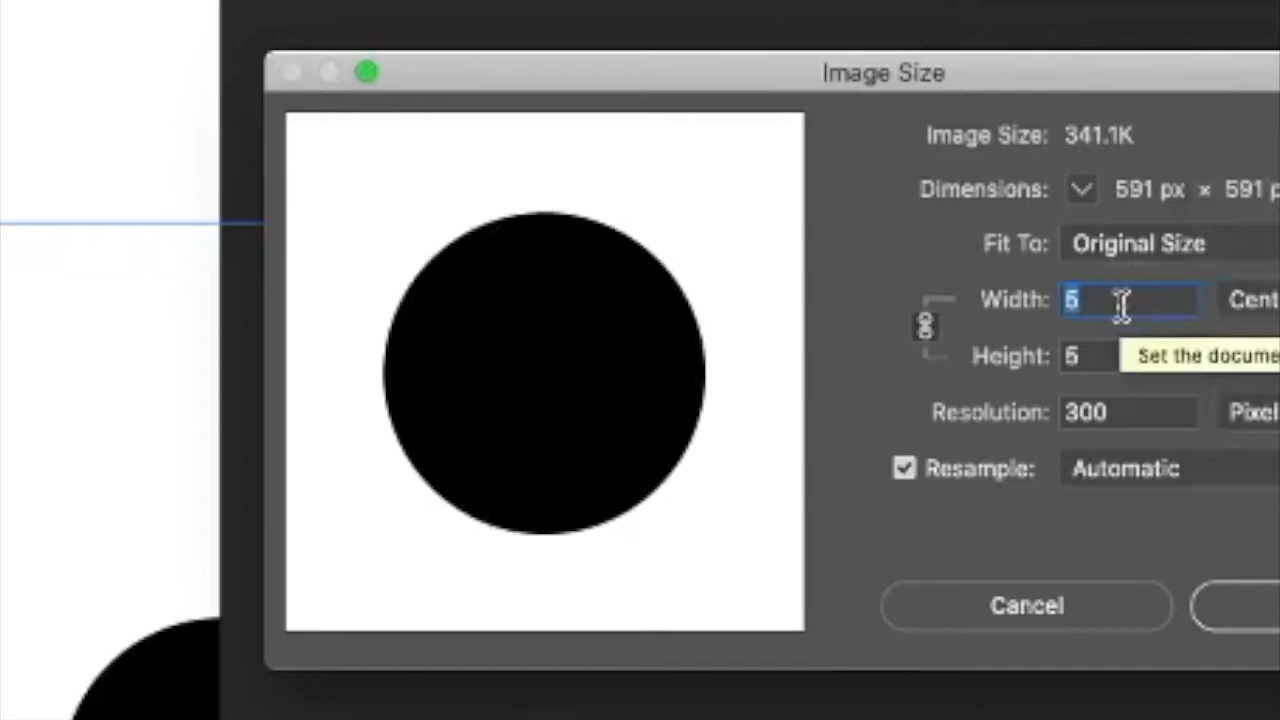 Image Size
Image Size: 341.1K
Dimensions: 591 px × 591 p
Fit To: Original Size
Width: 5 Cent
Height: 5 Set the docume
Resolution: 300 Pixel
Resample: Automatic
Cancel